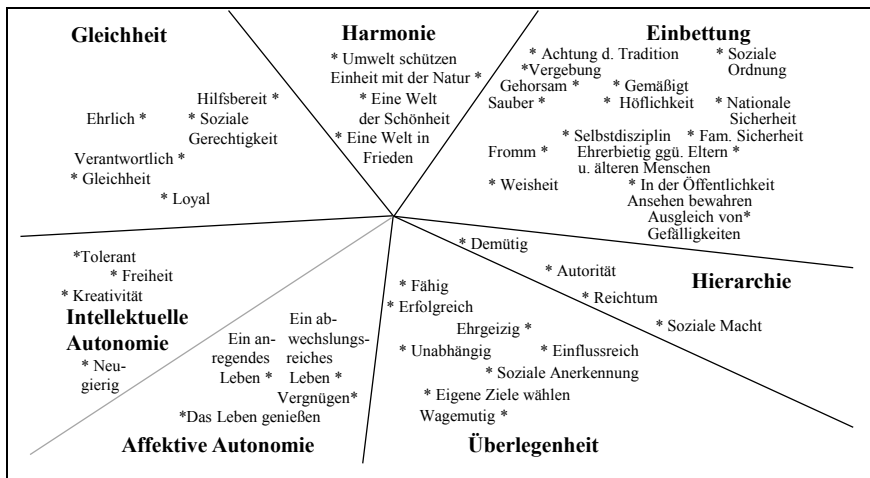 Gleichheit
Hilfsbereit *
Ehrlich *
* Soziale
Gerechtigkeit
Verantwortlich *
* Gleichheit
* Loyal
Harmonie
* Umwelt schützen
Einheit mit der Natur *
* Eine Welt
der Schönheit
* Eine Welt in
Frieden
Einbettung
* Achtung d. Tradition
* Soziale
Ordnung
*Vergebung
Gehorsam *
* Gemäßigt
Sauber *
* Höflichkeit
* Nationale
Sicherheit
* Selbstdisziplin
* Fam. Sicherheit
Fromm *
Ehrerbietig ggü. Eltern *
u. älteren Menschen
* Weisheit
* In der Öffentlichkeit
Ansehen bewahren
Ausgleich von*
Gefälligkeiten
* Demütig
* Autorität
Hierarchie
* Reichtum
* Soziale Macht
*Tolerant
* Freiheit
* Kreativität
Intellektuelle
Autonomie
* Neu-
gierig
Ein an-
regendes
Leben *
Ein ab-
wechslungs-
reiches
Leben *
Vergnügen*
*Das Leben genießen
Affektive Autonomie
* Fähig
* Erfolgreich
Ehrgeizig *
* Unabhängig
* Einflussreich
* Soziale Anerkennung
* Eigene Ziele wählen
Wagemutig *
Überlegenheit